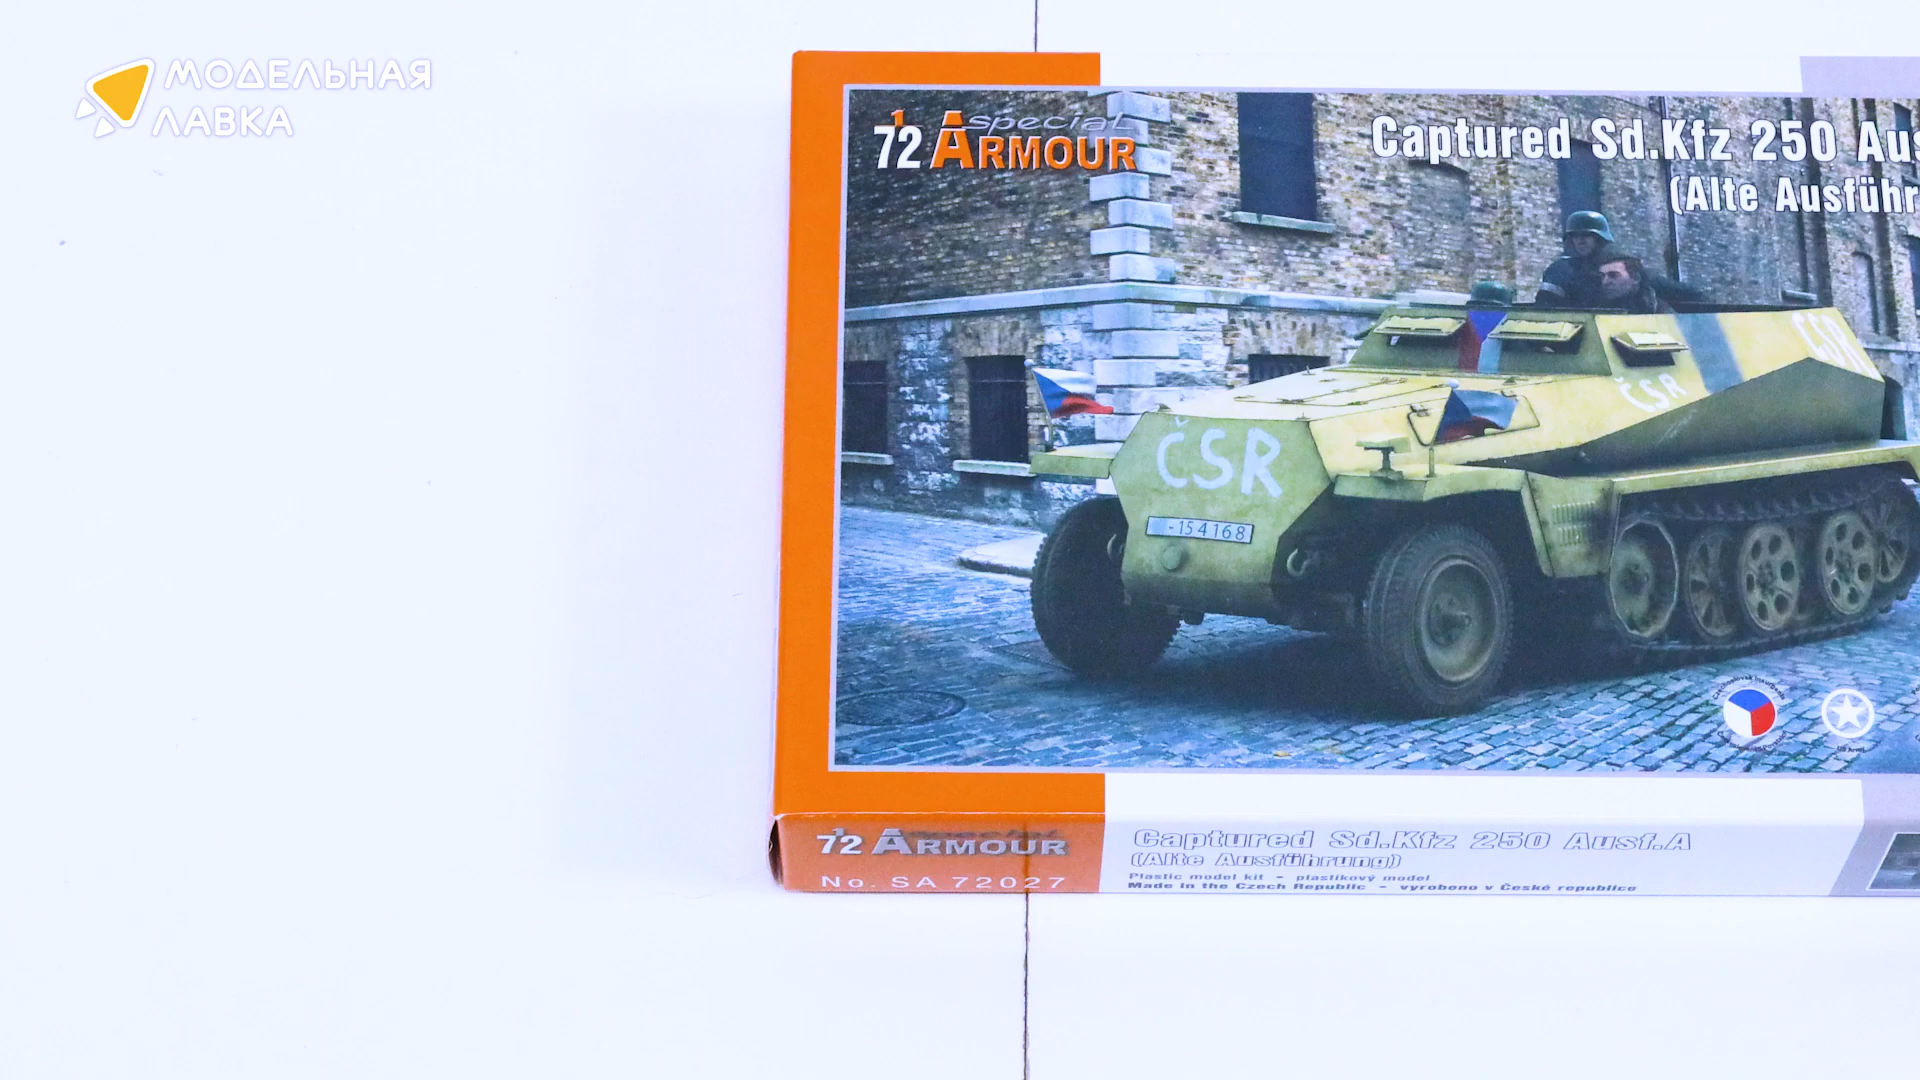 МОДЕЛЬНАЯ
ЛАВКА
1
72 special
ARMOUR
Captured Sd.Kfz 250 Aus
(Alte Ausführ
ČSR
ČSR
ČSR
-154168
US Army
1
72 special
ARMOUR
No. SA 72027
Captured Sd.Kfz 250 Ausf.A
(Alte Ausführung)
Plastic model kit - plastikový model
Made in the Czech Republic - vyrobeno v České republice